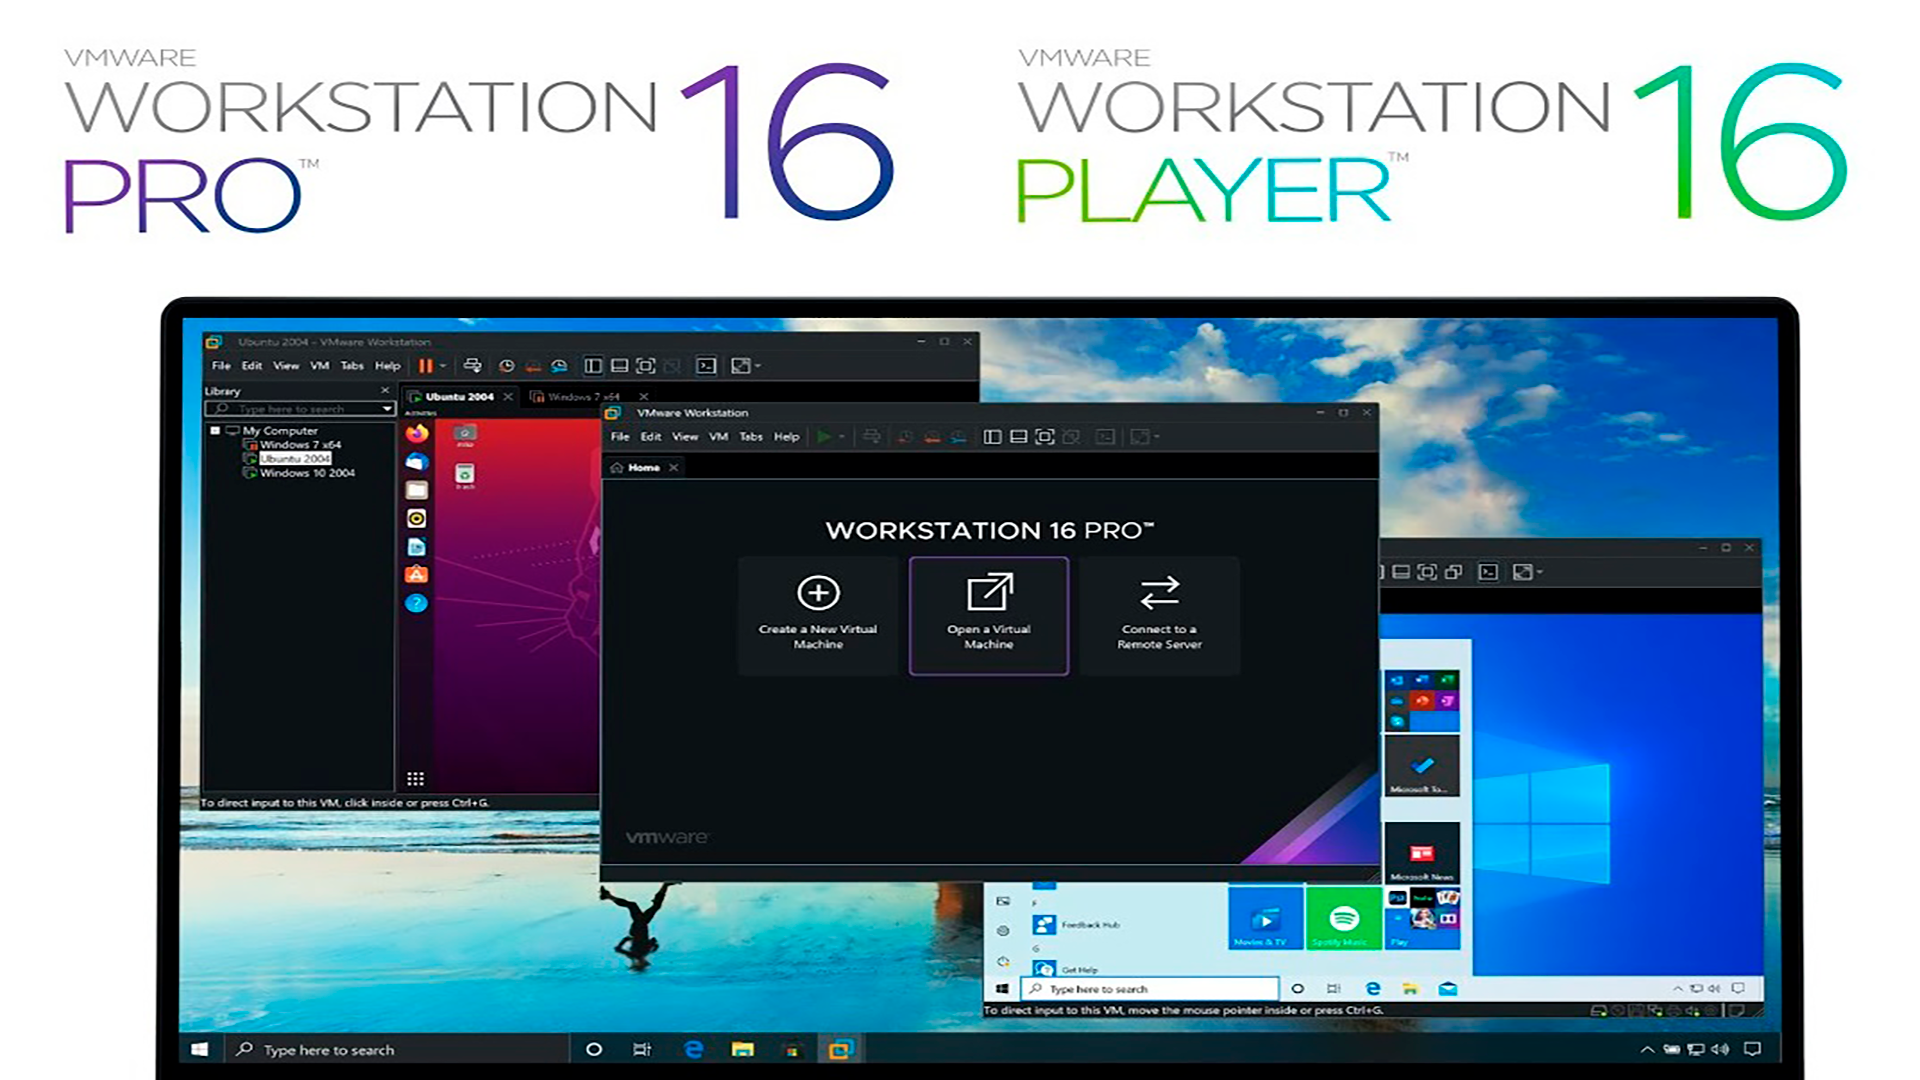 VMWARE
WORKSTATION 16
PRO™
VMWARE
WORKSTATION 16
PLAYER™
Ubuntu 2004 - VMware Workstation
File Edit View VM Tabs Help
Library
Type here to search
My Computer
Windows 7 x64
Ubuntu 2004
Windows 10 2004
Ubuntu 2004
Windows 7 x64
Activities
Trash
To direct input to this VM, click inside or press Ctrl+G.
VMware Workstation
File Edit View VM Tabs Help
Home
WORKSTATION 16 PRO™
Create a New Virtual
Machine
Open a Virtual
Machine
Connect to a
Remote Server
vmware
Microsoft To...
Microsoft News
F
Feedback Hub
G
Get Help
Movies & TV
Spotify Music
Play
Type here to search
To direct input to this VM, move the mouse pointer inside or press Ctrl+G.
Type here to search